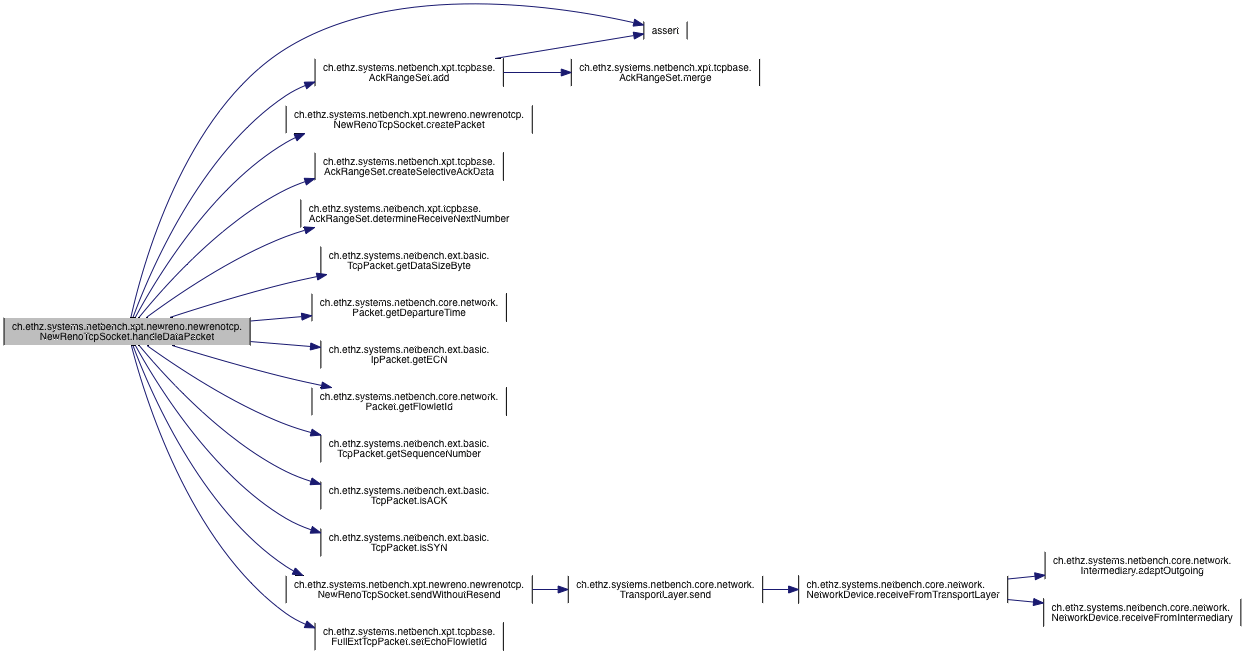 assert
ch.ethz.systems.netbench.xpt.tcpbase.
AckRangeSet.add
ch.ethz.systems.netbench.xpt.tcpbase.
AckRangeSet.merge
ch.ethz.systems.netbench.xpt.newreno.newrenotcp.
NewRenoTcpSocket.createPacket
ch.ethz.systems.netbench.xpt.tcpbase.
AckRangeSet.createSelectiveAckData
ch.ethz.systems.netbench.xpt.tcpbase.
AckRangeSet.determineReceiveNextNumber
ch.ethz.systems.netbench.ext.basic.
TcpPacket.getDataSizeByte
ch.ethz.systems.netbench.core.network.
Packet.getDepartureTime
ch.ethz.systems.netbench.xpt.newreno.newrenotcp.
NewRenoTcpSocket.handleDataPacket
ch.ethz.systems.netbench.ext.basic.
IpPacket.getECN
ch.ethz.systems.netbench.core.network.
Packet.getFlowletId
ch.ethz.systems.netbench.ext.basic.
TcpPacket.getSequenceNumber
ch.ethz.systems.netbench.ext.basic.
TcpPacket.isACK
ch.ethz.systems.netbench.ext.basic.
TcpPacket.isSYN
ch.ethz.systems.netbench.xpt.newreno.newrenotcp.
NewRenoTcpSocket.sendWithoutResend
ch.ethz.systems.netbench.core.network.
TransportLayer.send
ch.ethz.systems.netbench.core.network.
NetworkDevice.receiveFromTransportLayer
ch.ethz.systems.netbench.core.network.
Intermediary.adaptOutgoing
ch.ethz.systems.netbench.core.network.
NetworkDevice.receiveFromIntermediary
ch.ethz.systems.netbench.xpt.tcpbase.
FullExtTcpPacket.setEchoFlowletId